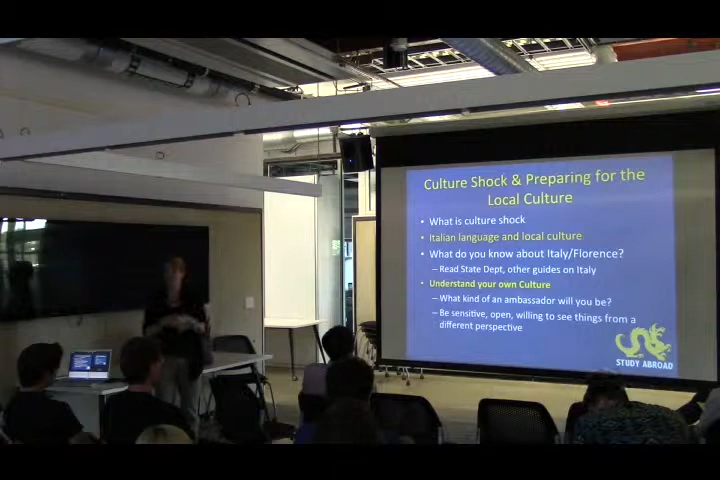 Culture Shock & Preparing for the
Local Culture
• What is culture shock
• Italian language and local culture
• What do you know about Italy/Florence?
–Read State Dept, other guides on Italy
• Understand your own Culture
–What kind of an ambassador will you be?
–Be sensitive, open, willing to see things from a
different perspective
STUDY ABROAD